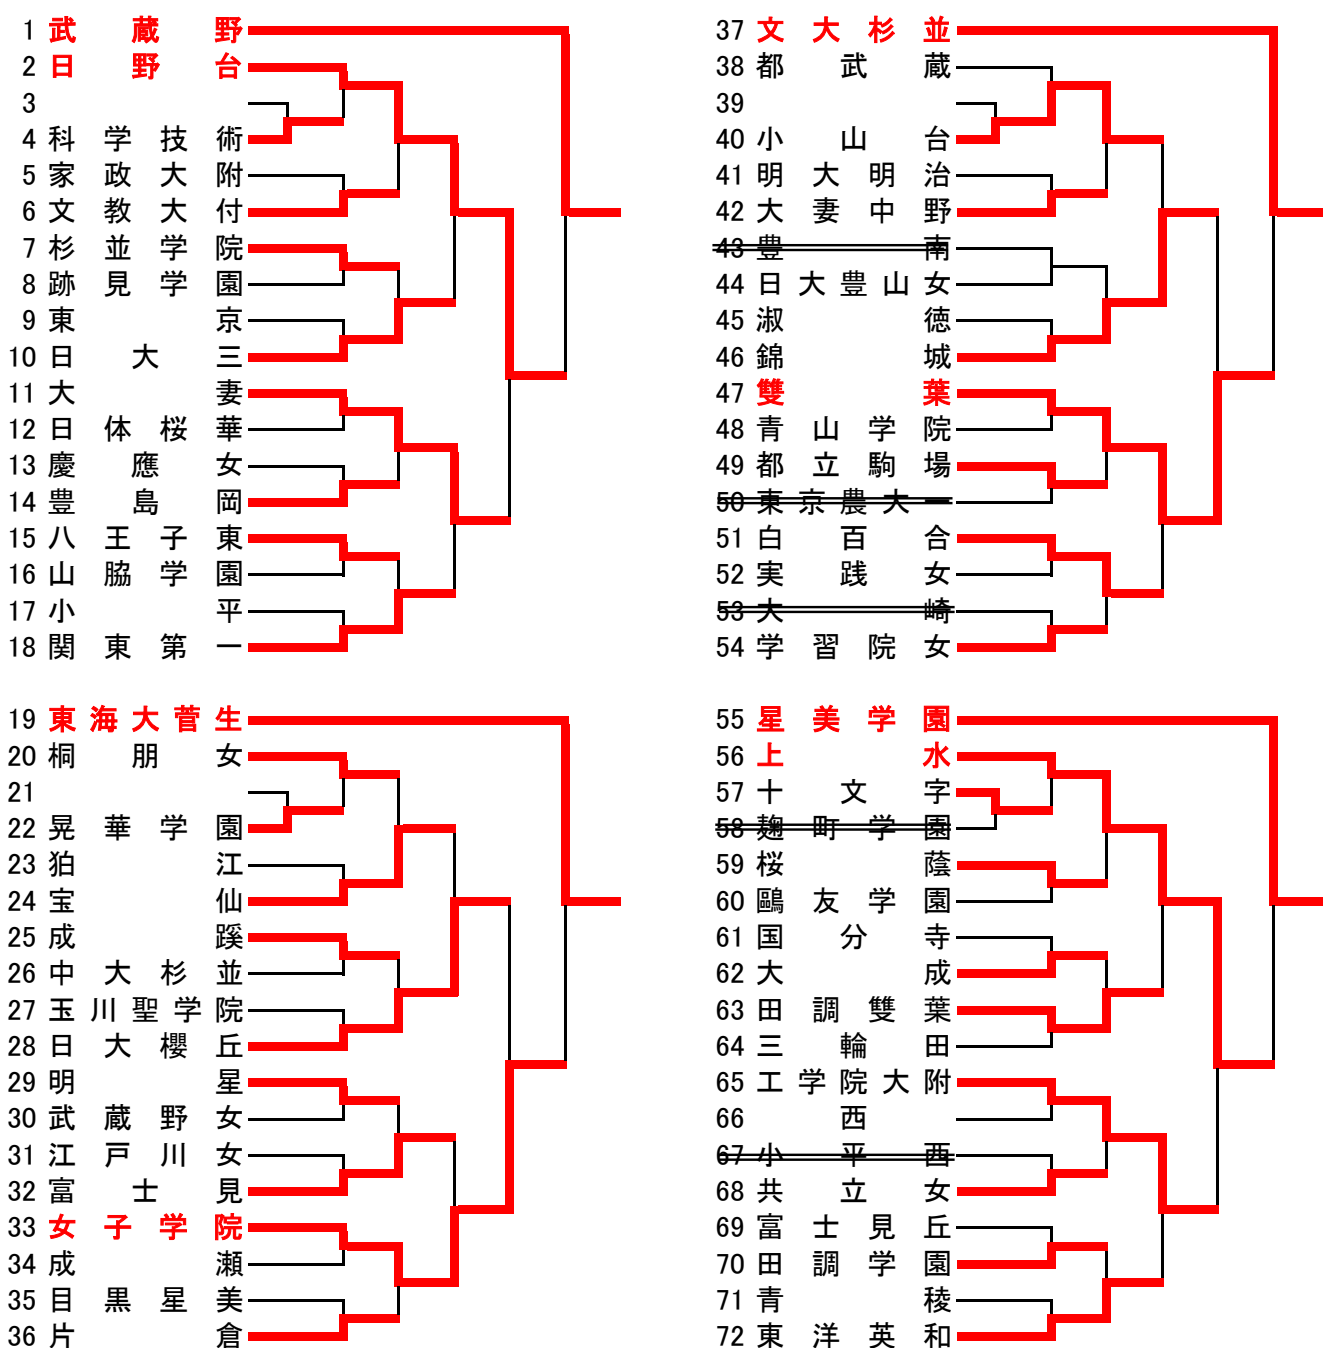 1 武蔵野
2 日野台
3
4 科学技術
5 家政大附
6 文教大付
7 杉並学院
8 跡見学園
9 東京
10 日大三
11 大妻
12 日体桜華
13 慶應女
14 豊島岡
15 八王子東
16 山脇学園
17 小平
18 関東第一
19 東海大菅生
20 桐朋女
21
22 晃華学園
23 狛江
24 宝仙
25 成蹊
26 中大杉並
27 玉川聖学院
28 日大櫻丘
29 明星
30 武蔵野女
31 江戸川女
32 富士見
33 女子学院
34 成瀬
35 目黒星美
36 片倉
37 文大杉並
38 都武蔵
39
40 小山台
41 明大明治
42 大妻中野
43 豊南
44 日大豊山女
45 淑徳
46 錦城
47 雙葉
48 青山学院
49 都立駒場
50 東京農大一
51 白百合
52 実践女
53 大崎
54 学習院女
55 星美学園
56 上水
57 十文字
58 麹町学園
59 桜蔭
60 鷗友学園
61 国分寺
62 大成
63 田調雙葉
64 三輪田
65 工学院大附
66 西
67 小平西
68 共立女
69 富士見丘
70 田調学園
71 青稜
72 東洋英和